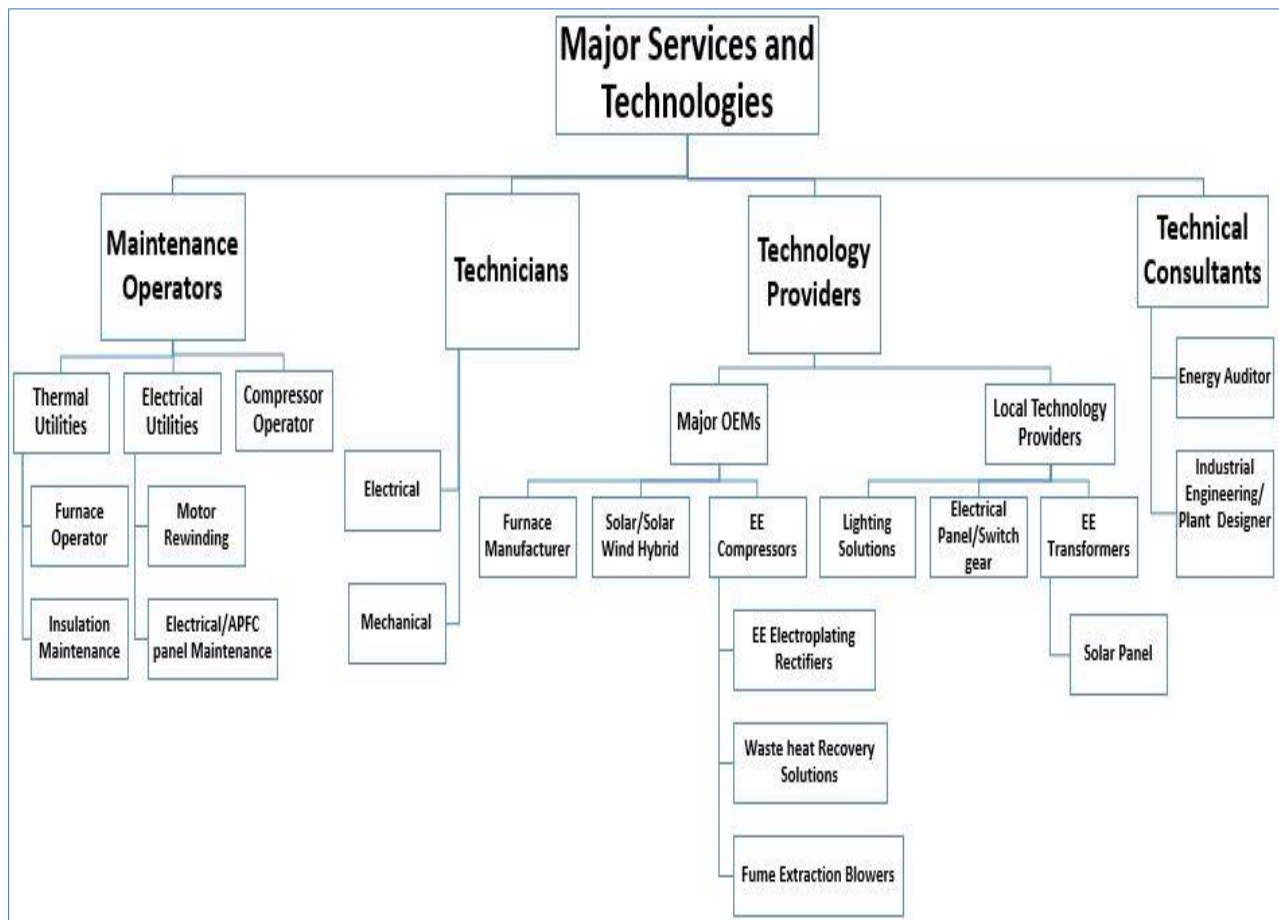 Major Services and
Technologies
Maintenance
Operators
Technicians
Technology
Providers
Technical
Consultants
Thermal
Utilities
Electrical
Utilities
Compressor
Operator
Furnace
Operator
Motor
Rewinding
Insulation
Maintenance
Electrical/APFC
panel Maintenance
Electrical
Mechanical
Major OEMs
Local Technology
Providers
Furnace
Manufacturer
Solar/Solar
Wind Hybrid
EE
Compressors
Lighting
Solutions
Electrical
Panel/Switch
gear
EE
Transformers
EE Electroplating
Rectifiers
Waste heat Recovery
Solutions
Fume Extraction Blowers
Solar Panel
Energy Auditor
Industrial
Engineering/
Plant Designer